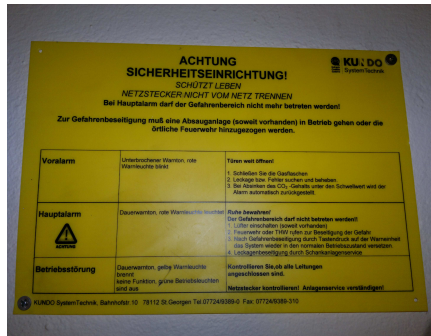 ACHTUNG
SICHERHEITSEINRICHTUNG!
KUNDO
SystemTechnik
SCHÜTZT LEBEN
NETZSTECKER NICHT VOM NETZ TRENNEN
Bei Hauptalarm darf der Gefahrenbereich nicht mehr betreten werden!
Zur Gefahrenbeseitigung muß eine Absauganlage (soweit vorhanden) in Betrieb gehen oder die
örtliche Feuerwehr hinzugezogen werden.
Voralarm
Unterbrochener Warnton, rote
Warnleuchte blinkt
Türen weit öffnen!
1. Schließen Sie die Gasflaschen
2. Leckage bzw. Fehler suchen und beheben.
3. Bei Absinken des CO₂ -Gehalts unter den Schwellwert wird der
Alarm automatisch zurückgestellt.
Hauptalarm
ACHTUNG
Dauerwarnton, rote Warnleuchte leuchtet
Ruhe bewahren!
Der Gefahrenbereich darf nicht betreten werden!!
1. Lüfter einschalten (soweit vorhanden)
2. Feuerwehr oder THW rufen zur Beseitigung der Gefahr.
3. Nach Gefahrenbeseitigung durch Tastendruck auf der Warneinheit
das System wieder in den normalen Betriebszustand versetzen.
4. Leckagenbeseitigung durch Schankanlagenservice
Betriebsstörung
Dauerwarnton, gelbe Warnleuchte
brennt
keine Funktion, grüne Betriebsleuchten
sind aus
Kontrollieren Sie,ob alle Leitungen
angeschlossen sind.
Netzstecker kontrollieren! Anlagenservice verständigen!
KUNDO SystemTechnik Bahnhofstr 10 78112 St.Georgen Tel.07724/9389-0 Fax: 07724/9389-310